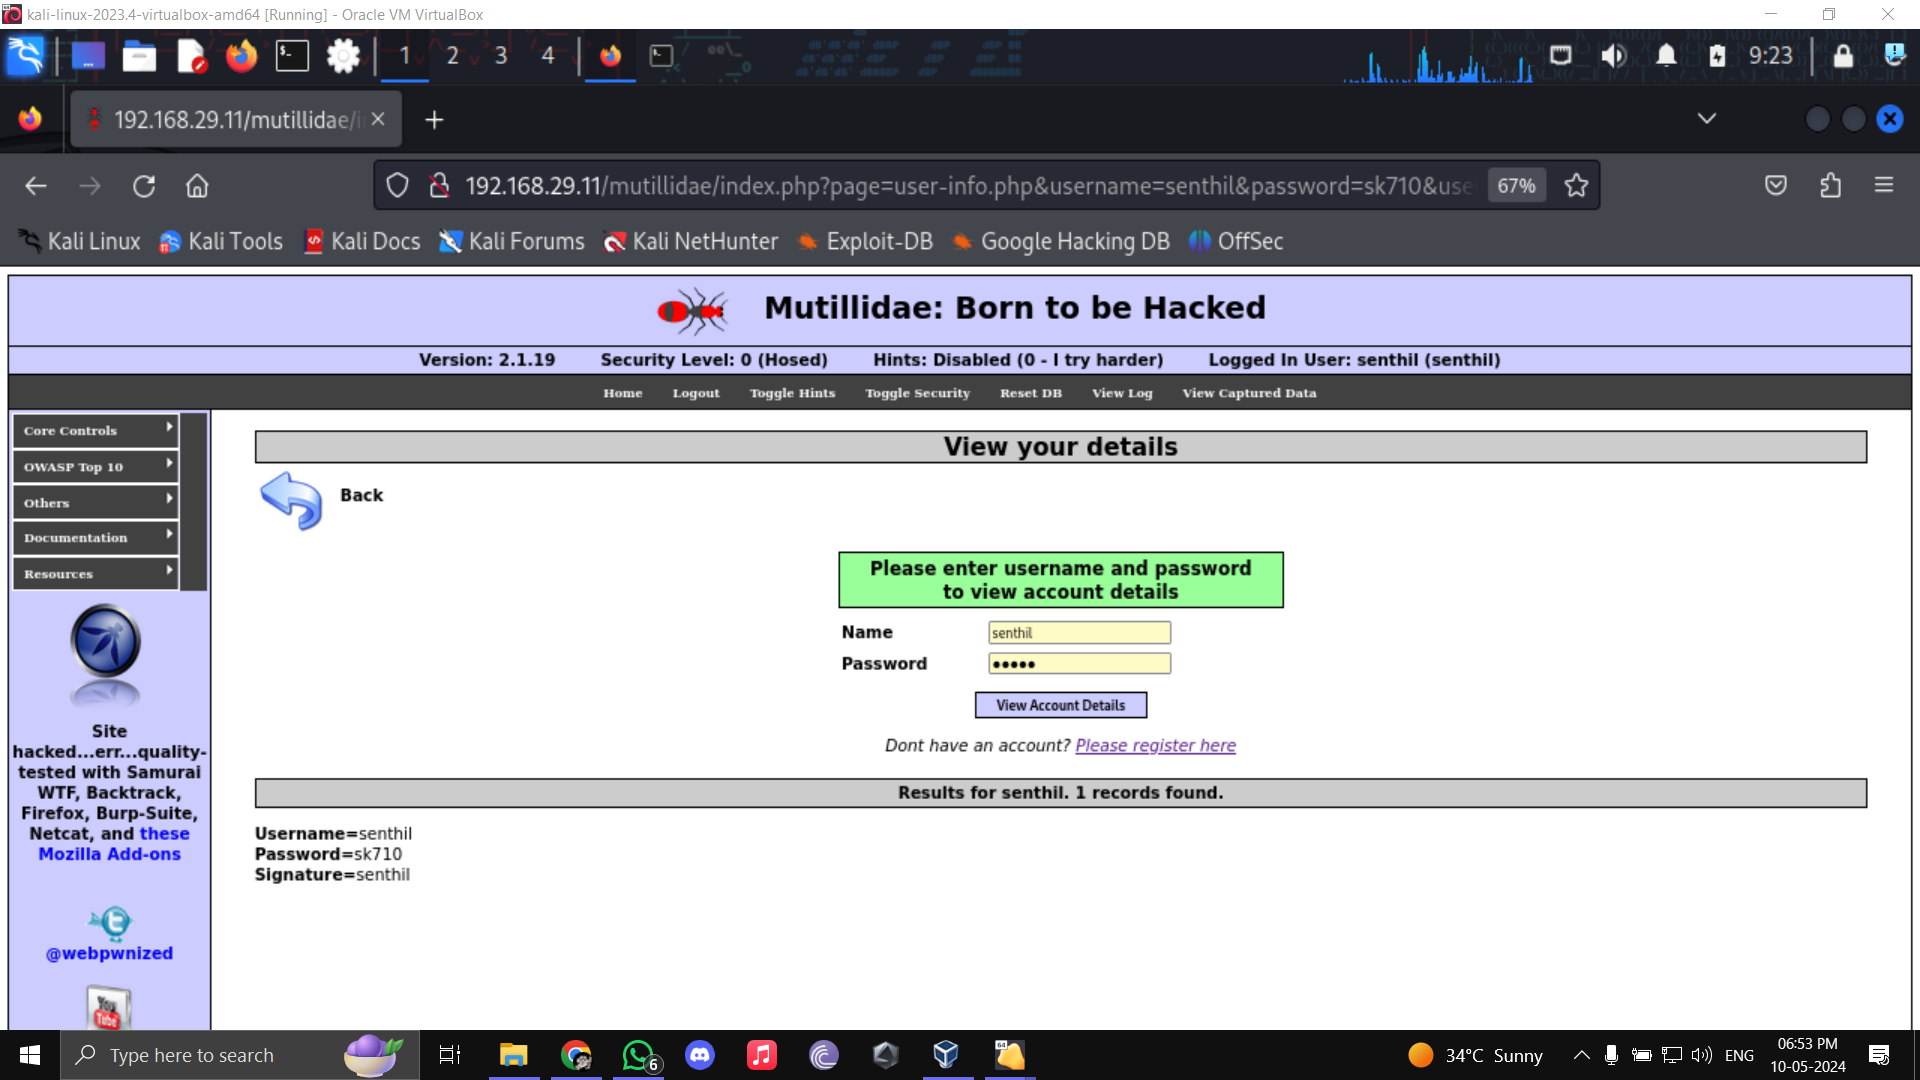 kali-linux-2023.4-virtualbox-amd64 [Running] - Oracle VM VirtualBox
1 2 3 4
9:23
192.168.29.11/mutillidae/i
192.168.29.11/mutillidae/index.php?page=user-info.php&username=senthil&password=sk710&use
67%
Kali Linux Kali Tools Kali Docs Kali Forums Kali NetHunter Exploit-DB Google Hacking DB OffSec
Mutillidae: Born to be Hacked
Version: 2.1.19 Security Level: 0 (Hosed) Hints: Disabled (0 - I try harder) Logged In User: senthil (senthil)
Home Logout Toggle Hints Toggle Security Reset DB View Log View Captured Data
Core Controls
OWASP Top 10
Others
Documentation
Resources
Site
hacked...err...quality-
tested with Samurai
WTF, Backtrack,
Firefox, Burp-Suite,
Netcat, and these
Mozilla Add-ons
@webpwnized
You
Tube
View your details
Back
Please enter username and password
to view account details
Name senthil
Password ●●●●●
View Account Details
Dont have an account? Please register here
Results for senthil. 1 records found.
Username=senthil
Password=sk710
Signature=senthil
Type here to search
6
64
34°C Sunny
ENG
06:53 PM
10-05-2024